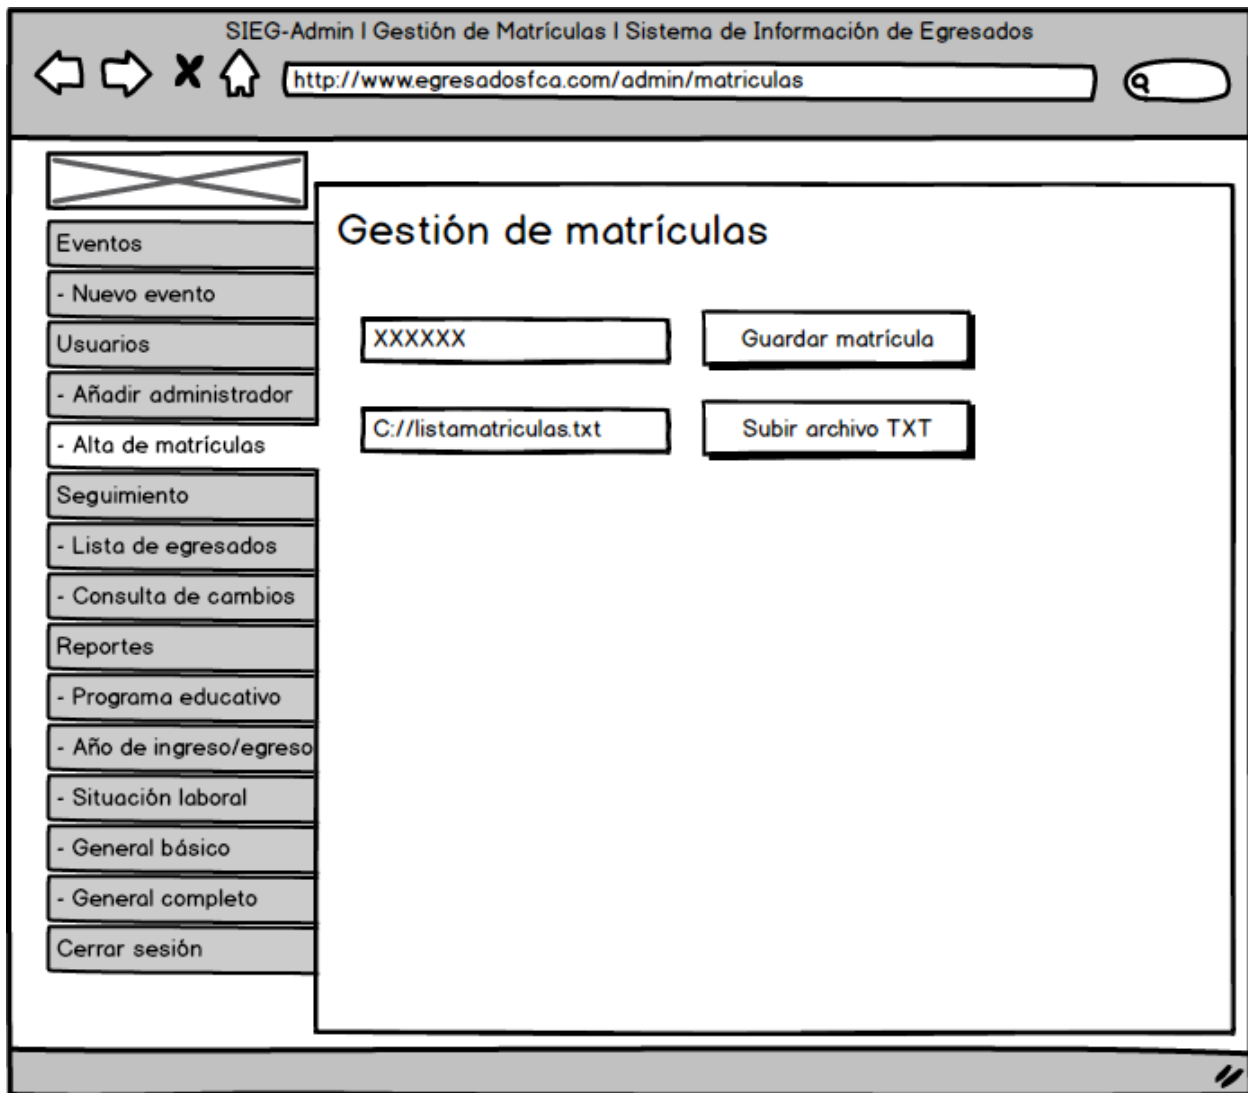 SIEG-Admin | Gestión de Matrículas | Sistema de Información de Egresados
http://www.egresadosfca.com/admin/matriculas
Gestión de matrículas
Eventos
- Nuevo evento
Usuarios
- Añadir administrador
- Alta de matrículas
Seguimiento
- Lista de egresados
- Consulta de cambios
Reportes
- Programa educativo
- Año de ingreso/egreso
- Situación laboral
- General básico
- General completo
Cerrar sesión
XXXXXX
Guardar matrícula
C://listamatriculas.txt
Subir archivo TXT